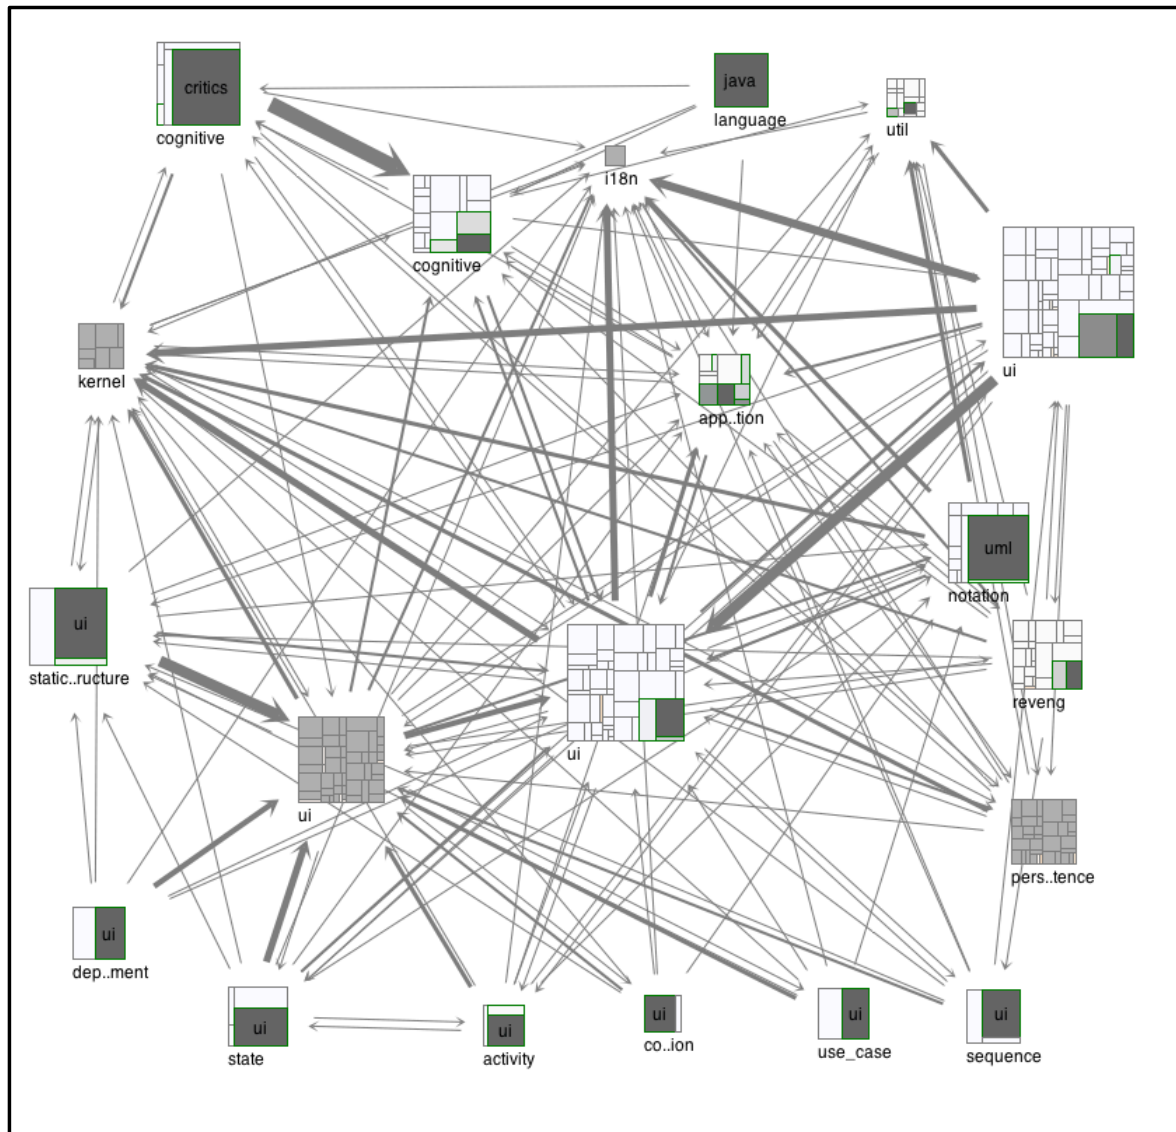 critics
cognitive
java
language
util
i18n
cognitive
ui
kernel
app..tion
uml
notation
ui
static..ructure
reveng
ui
ui
pers..tence
ui
dep..ment
ui
state
ui
activity
ui
co..ion
ui
use_case
ui
sequence